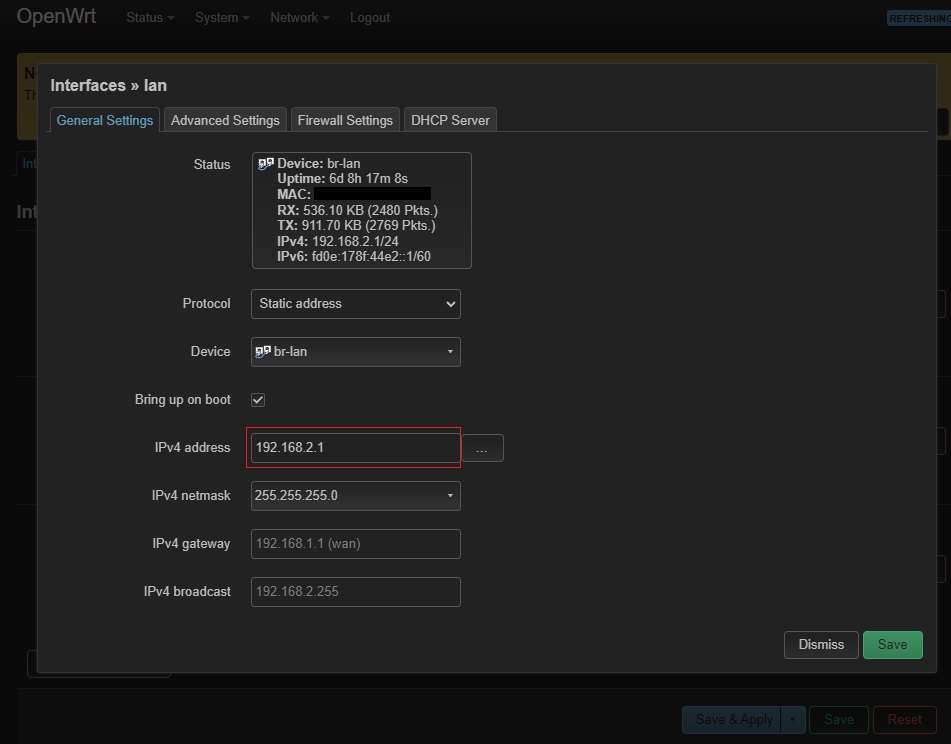 OpenWrt Status System Network Logout REFRESHING
N
Th
Interfaces » lan
General Settings Advanced Settings Firewall Settings DHCP Server
Int
Status
Device: br-lan
Uptime: 6d 8h 17m 8s
MAC:
RX: 536.10 KB (2480 Pkts.)
TX: 911.70 KB (2769 Pkts.)
IPv4: 192.168.2.1/24
IPv6: fd0e:178f:44e2::1/60
Int
Protocol Static address
Device br-lan
Bring up on boot
IPv4 address 192.168.2.1 ...
IPv4 netmask 255.255.255.0
IPv4 gateway 192.168.1.1 (wan)
IPv4 broadcast 192.168.2.255
Dismiss Save
Save & Apply Save Reset